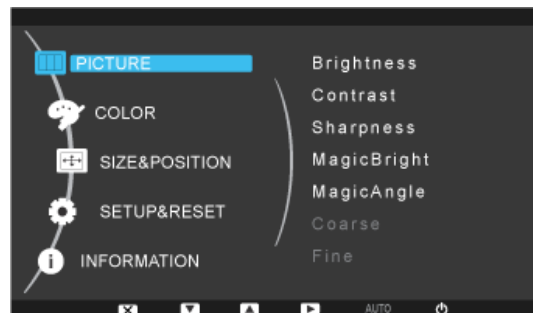 PICTURE
COLOR
SIZE&POSITION
SETUP&RESET
INFORMATION
Brightness
Contrast
Sharpness
MagicBright
MagicAngle
Coarse
Fine
AUTO